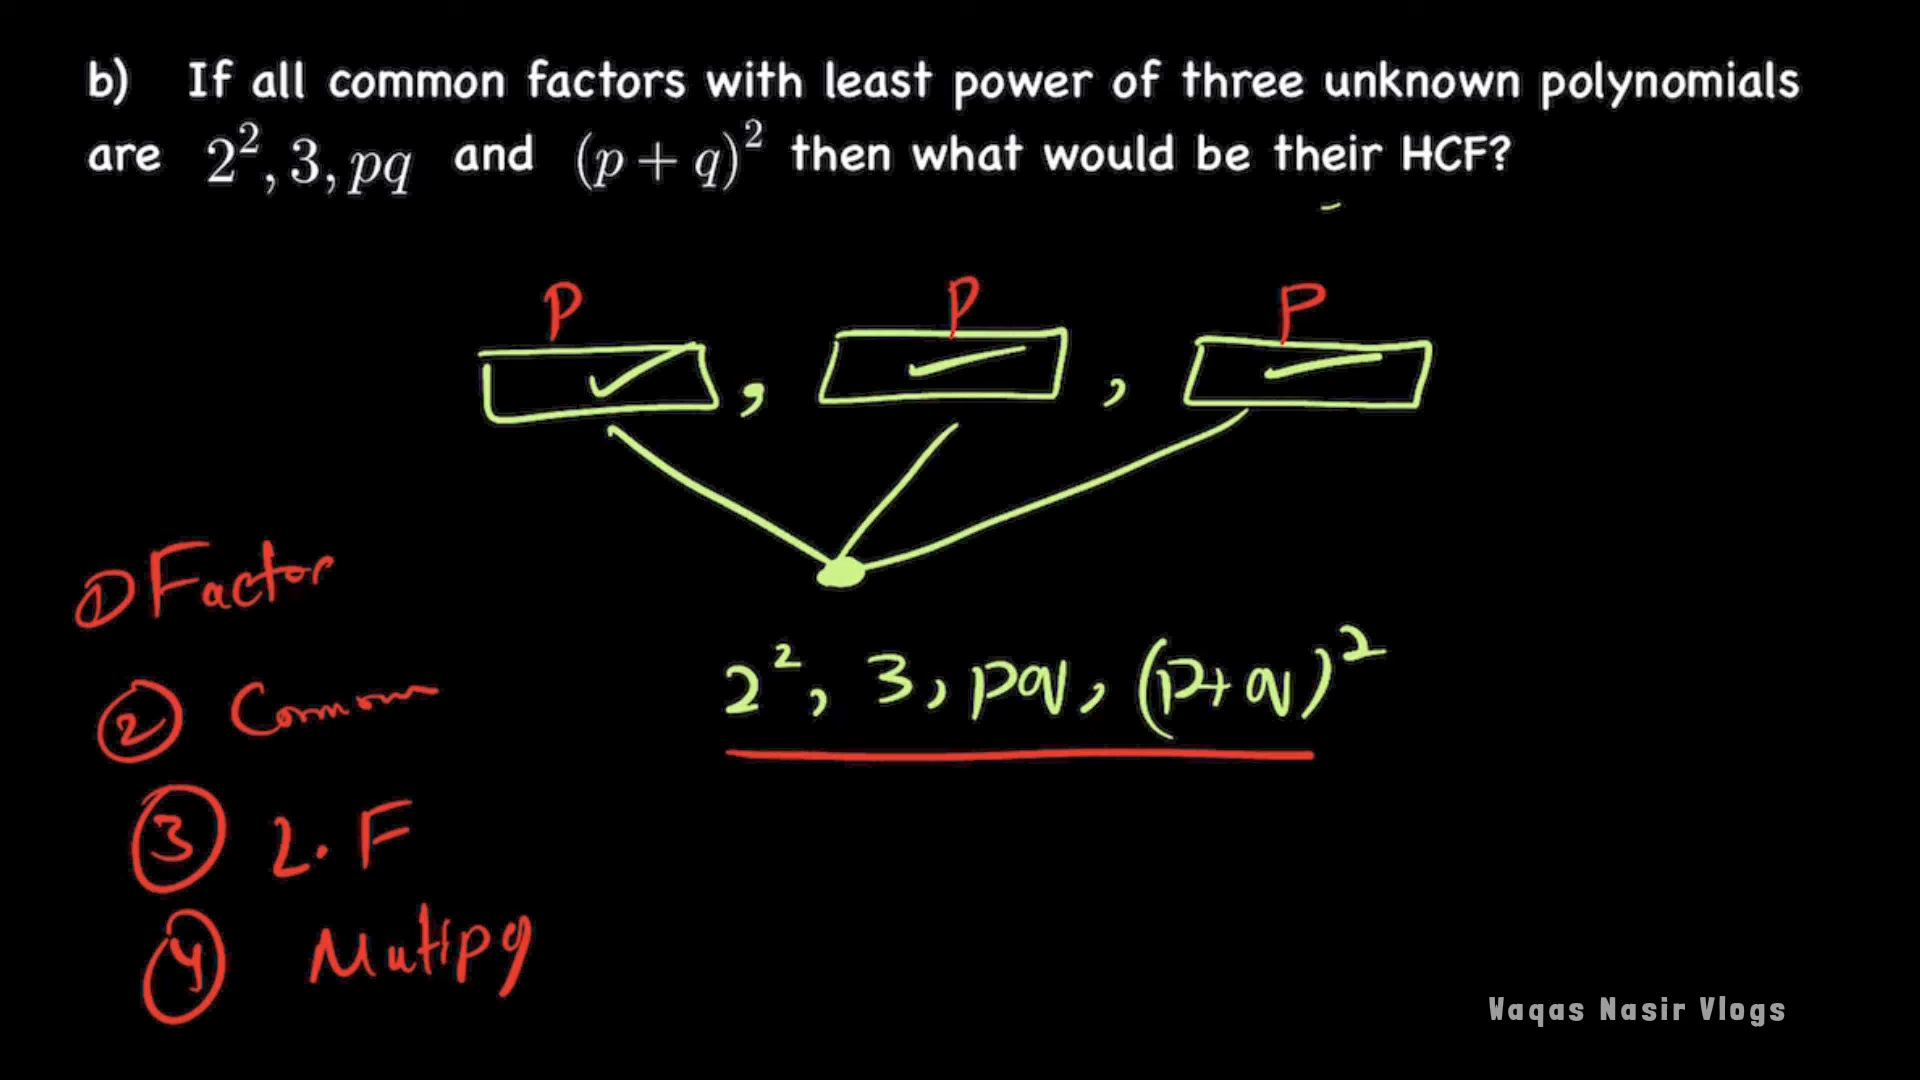 b) If all common factors with least power of three unknown polynomials
are 2², 3, pq and (p + q)² then what would be their HCF?
P P P
, ,
① Factor
2², 3, pq, (p+q)²
② Common
③ L.F
④ Mutipy
Waqas Nasir Vlogs